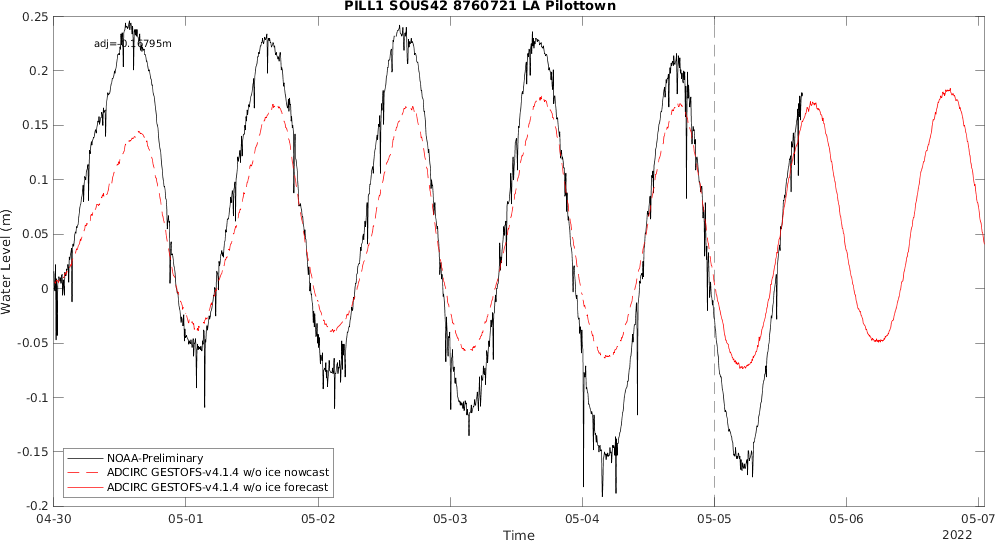 PILL1 SOUS42 8760721 LA Pilottown
adj=-0.16795m
0.25
0.2
0.15
0.1
0.05
0
-0.05
-0.1
-0.15
-0.2
Water Level (m)
NOAA-Preliminary
ADCIRC GESTOFS-v4.1.4 w/o ice nowcast
ADCIRC GESTOFS-v4.1.4 w/o ice forecast
04-30 05-01 05-02 05-03 05-04 05-05 05-06 05-07
Time
2022